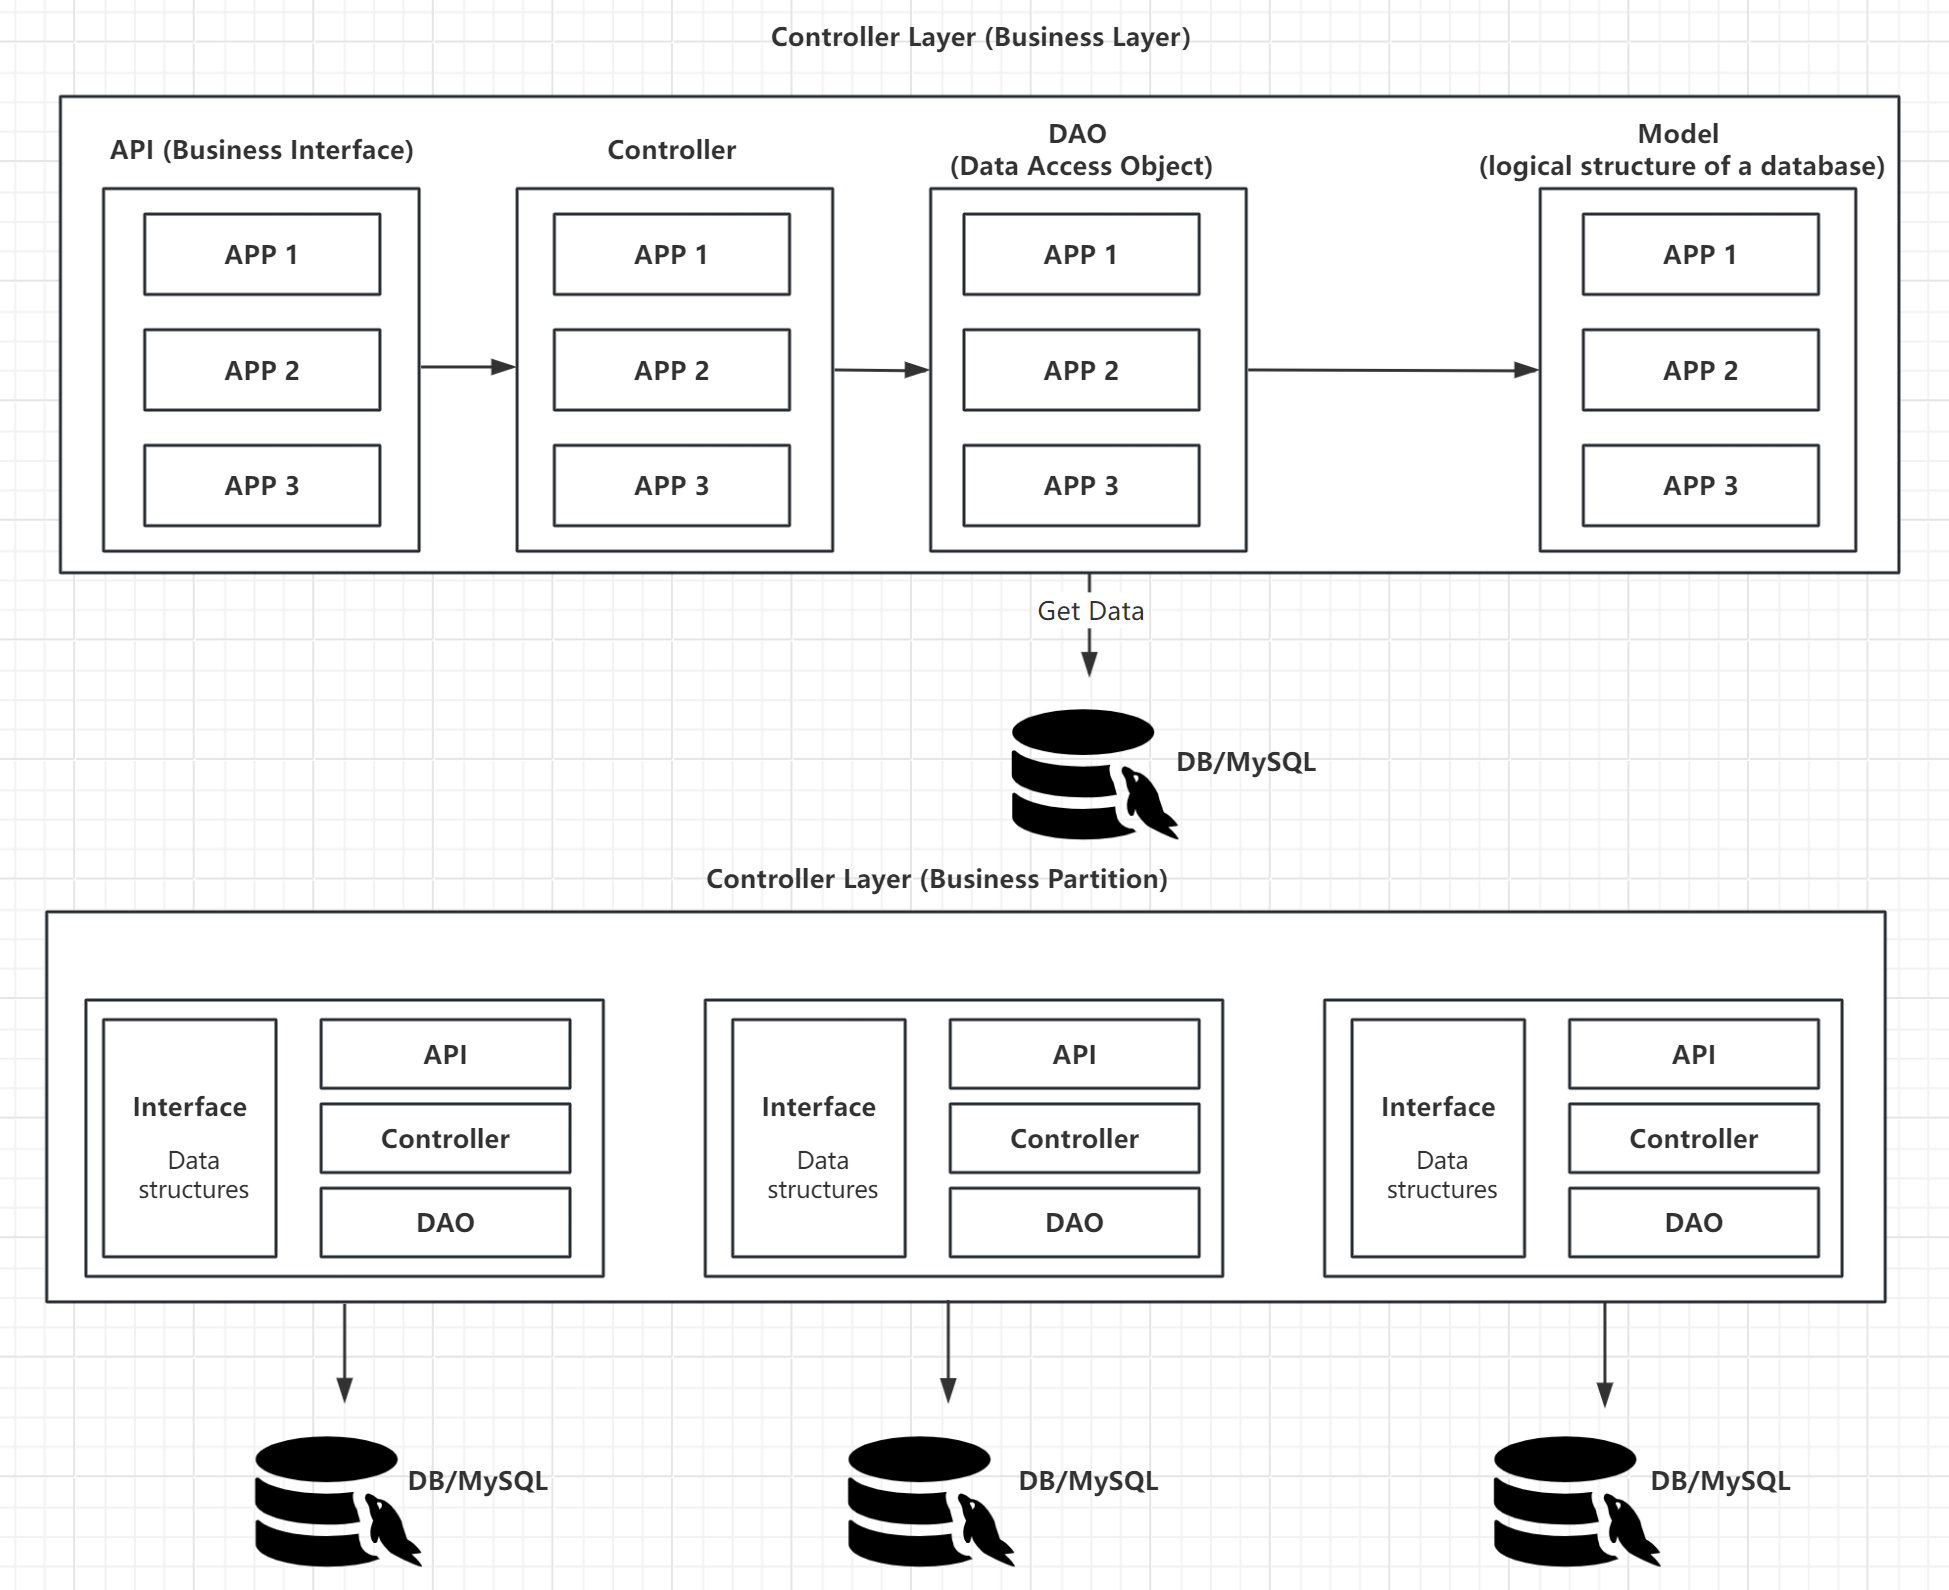 Controller Layer (Business Layer)
API (Business Interface)
Controller
DAO
(Data Access Object)
Model
(logical structure of a database)
APP 1
APP 1
APP 1
APP 1
APP 2
APP 2
APP 2
APP 2
APP 3
APP 3
APP 3
APP 3
Get Data
DB/MySQL
Controller Layer (Business Partition)
Interface
Data
structures
API
Controller
DAO
Interface
Data
structures
API
Controller
DAO
Interface
Data
structures
API
Controller
DAO
DB/MySQL
DB/MySQL
DB/MySQL